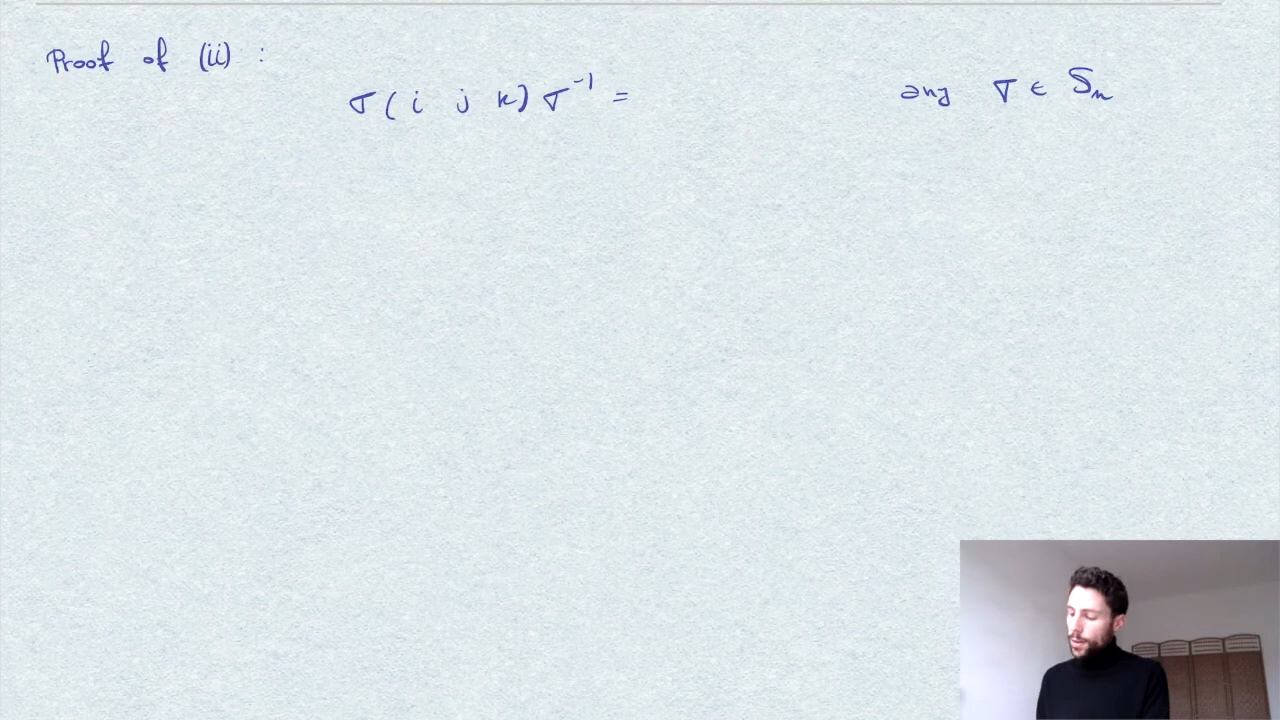 Proof of (ii) :
σ ( i j k ) σ⁻¹ = any σ ∈ Sₙ